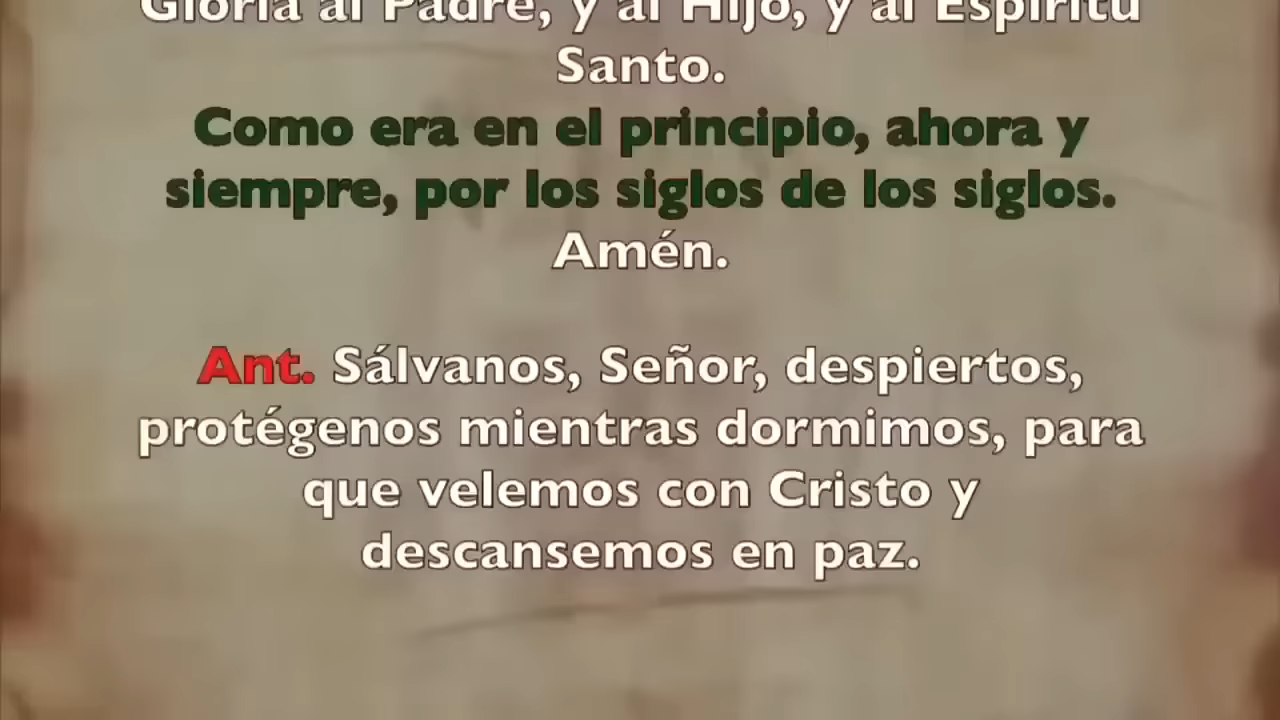 Gloria al Padre, y al Hijo, y al Espíritu
Santo.
Como era en el principio, ahora y
siempre, por los siglos de los siglos.
Amén.
Ant. Sálvanos, Señor, despiertos,
protégenos mientras dormimos, para
que velemos con Cristo y
descansemos en paz.